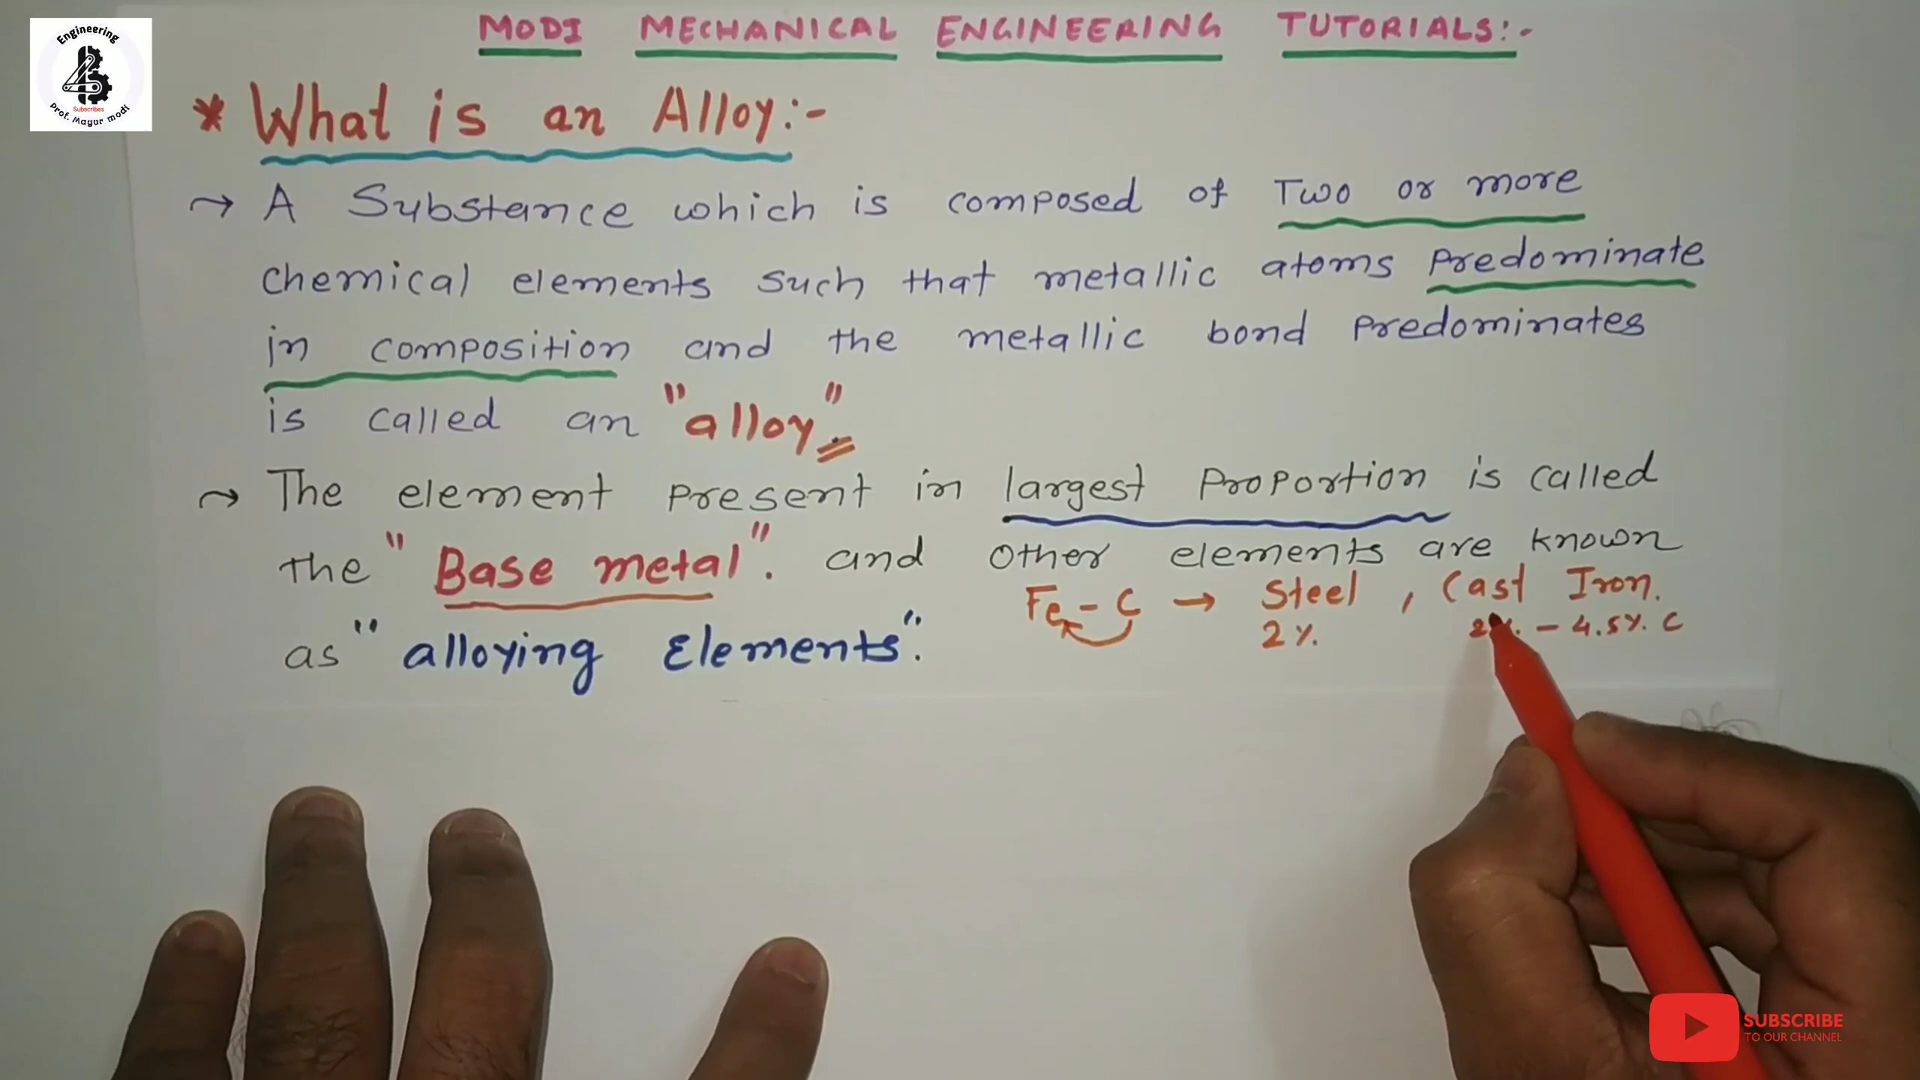 Engineering
Subscribes
Prof. Mayur modi
MODI MECHANICAL ENGINEERING TUTORIALS:-
* What is an Alloy:-
→ A Substance which is composed of Two or more
chemical elements such that metallic atoms Predominate
in composition and the metallic bond Predominates
is called an "alloy".
→ The element present in largest Proportion is called
the "Base metal". and other elements are known
Fe-C → Steel, Cast Iron.
2%. 2%. - 4.5%. C
as "alloying Elements".
SUBSCRIBE
TO OUR CHANNEL